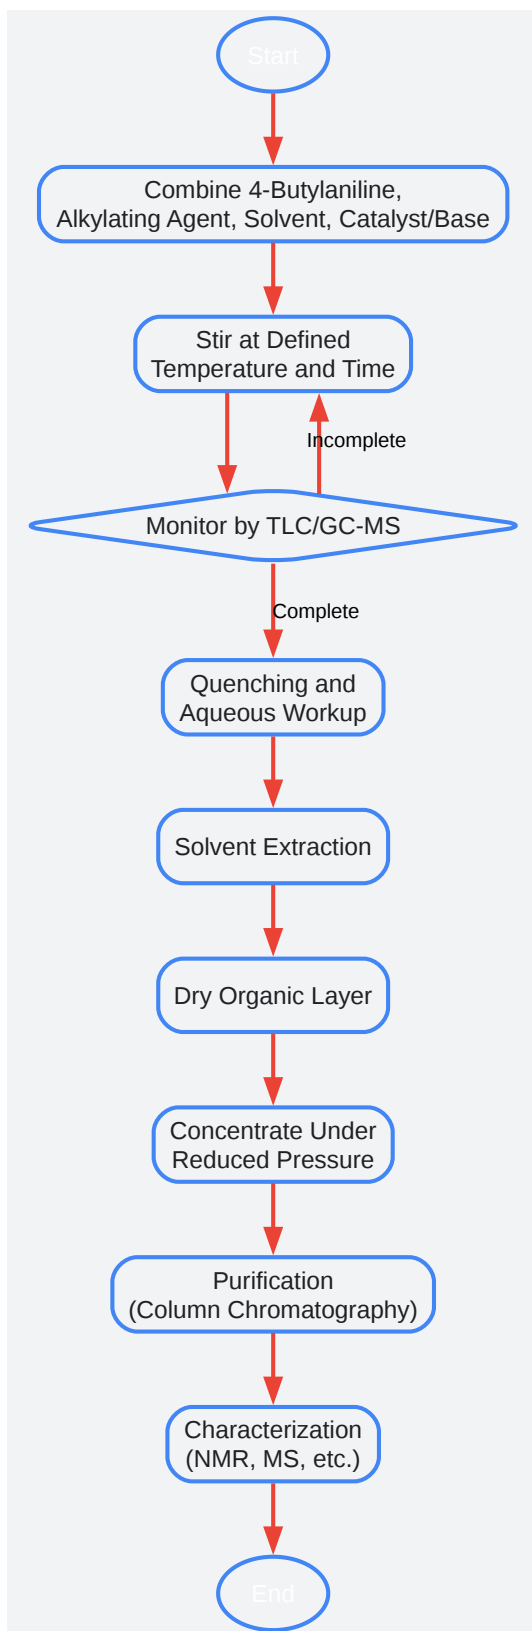 Start
Combine 4-Butylaniline,
Alkylating Agent, Solvent, Catalyst/Base
Stir at Defined
Temperature and Time
Incomplete
Monitor by TLC/GC-MS
Complete
Quenching and
Aqueous Workup
Solvent Extraction
Dry Organic Layer
Concentrate Under
Reduced Pressure
Purification
(Column Chromatography)
Characterization
(NMR, MS, etc.)
End